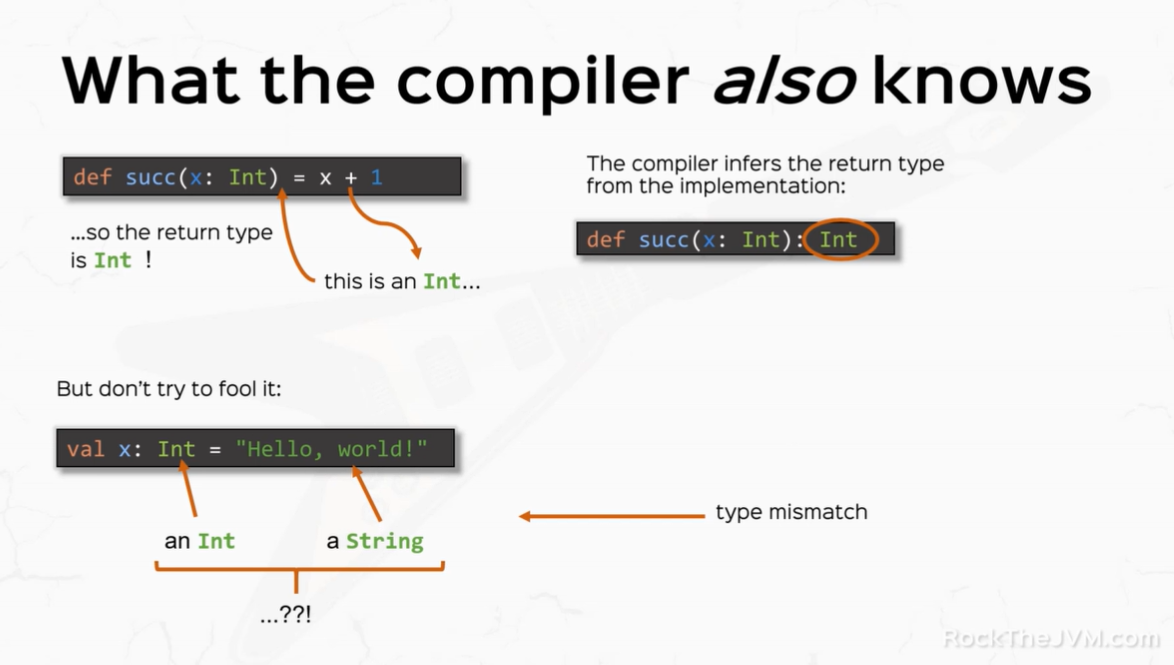 What the compiler also knows
def succ(x: Int) = x + 1
...so the return type
is Int !
this is an Int...
The compiler infers the return type
from the implementation:
def succ(x: Int): Int
But don't try to fool it:
val x: Int = "Hello, world!"
an Int
a String
...??!
type mismatch
RockTheJVM.com